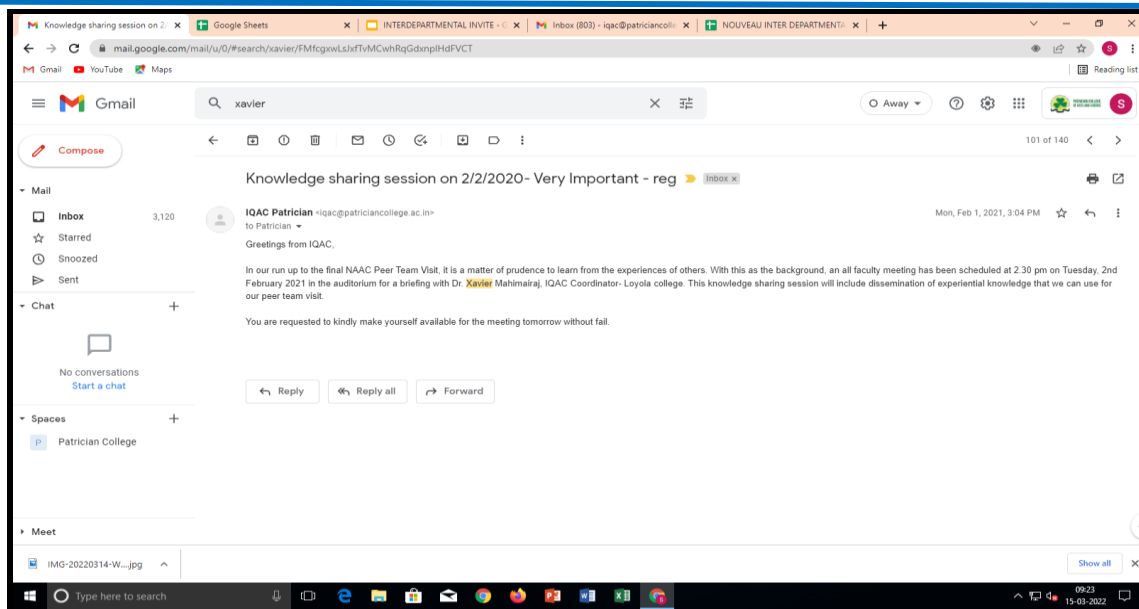 Knowledge sharing session on 2/
Google Sheets
INTERDEPARTMENTAL INVITE - G
Inbox (803) - iqac@patriciancolle
NOUVEAU INTER DEPARTMENTA
mail.google.com/mail/u/0/#search/xavier/FMfcgxwLsJxfTvMCwhRqGdxnplHdFVCT
S
Gmail YouTube Maps
Reading list
Gmail
xavier
Away
S
Compose
101 of 140
Mail
Knowledge sharing session on 2/2/2020- Very Important - reg Inbox x
Inbox 3,120
IQAC Patrician <iqac@patriciancollege.ac.in>
Mon, Feb 1, 2021, 3:04 PM
to Patrician
Starred
Greetings from IQAC,
Snoozed
In our run up to the final NAAC Peer Team Visit, it is a matter of prudence to learn from the experiences of others. With this as the background, an all faculty meeting has been scheduled at 2.30 pm on Tuesday, 2nd
February 2021 in the auditorium for a briefing with Dr. Xavier Mahimairaj, IQAC Coordinator- Loyola college. This knowledge sharing session will include dissemination of experiential knowledge that we can use for
our peer team visit.
Sent
Chat
You are requested to kindly make yourself available for the meeting tomorrow without fail.
No conversations
Start a chat
Reply Reply all Forward
Spaces
P Patrician College
Meet
IMG-20220314-W....jpg
Show all
Type here to search
09:23
15-03-2022